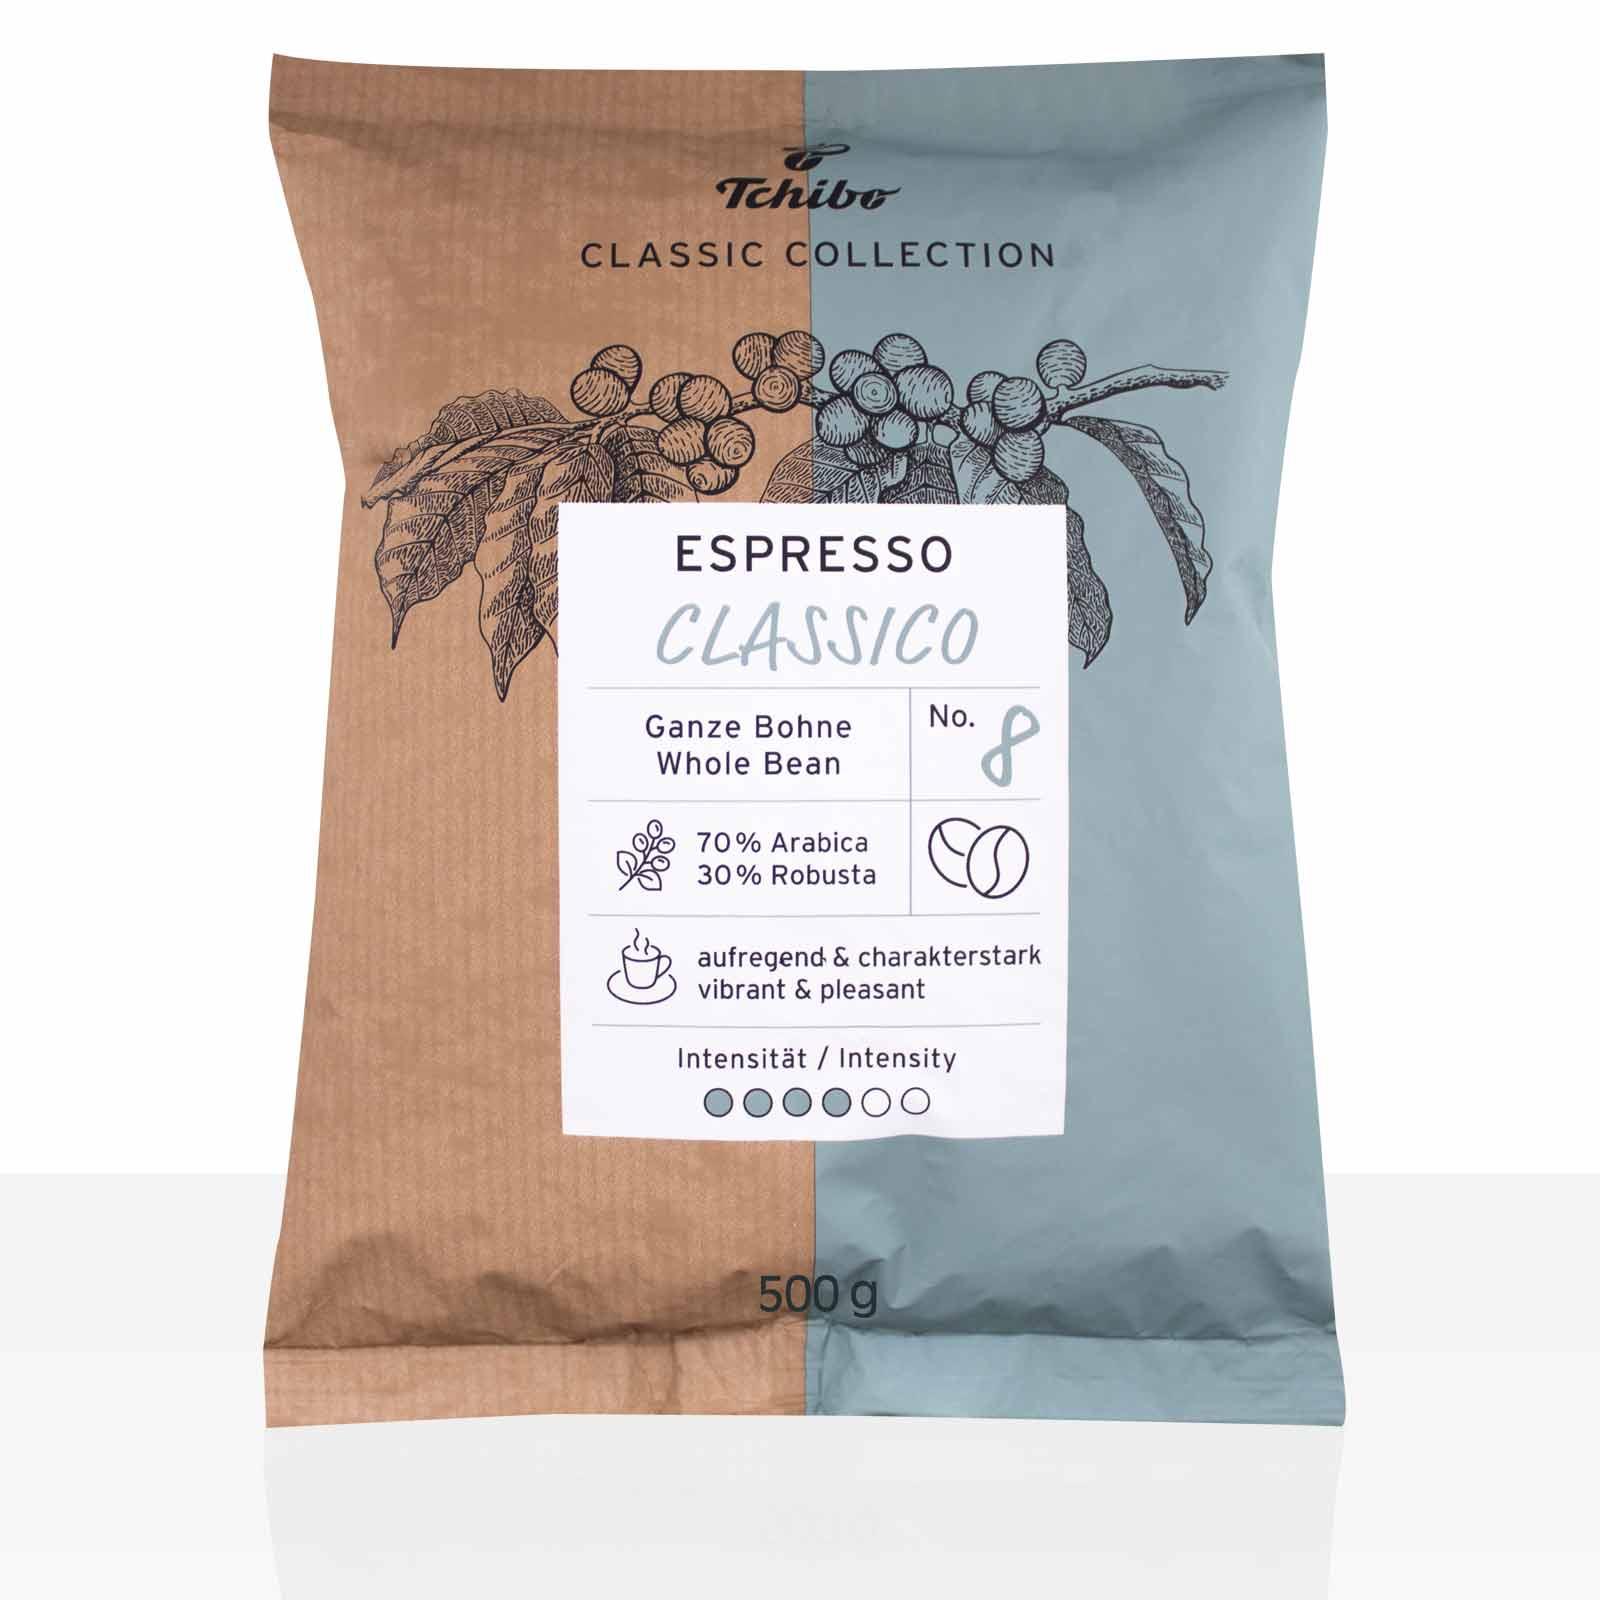 Tchibo
CLASSIC COLLECTION
ESPRESSO
CLASSICO
Ganze Bohne
Whole Bean
No. 8
70% Arabica
30% Robusta
aufregend & charakterstark
vibrant & pleasant
Intensität / Intensity
500 g